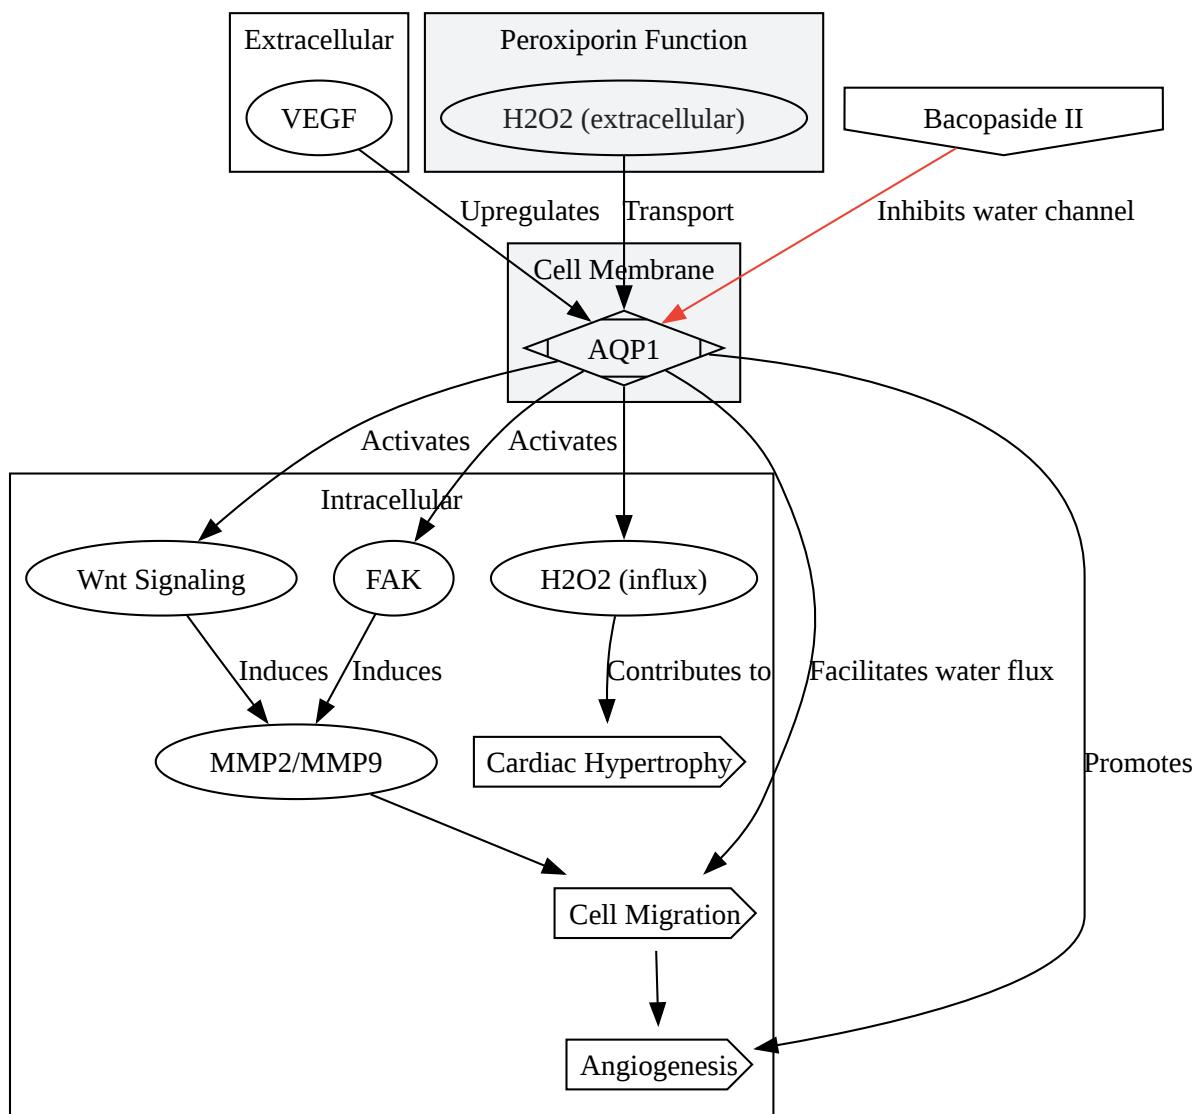 Extracellular
Peroxiporin Function
VEGF
H2O2 (extracellular)
Bacopaside II
Upregulates
Transport
Inhibits water channel
Cell Membrane
AQP1
Activates
Activates
Intracellular
Wnt Signaling
FAK
H2O2 (influx)
Induces
Induces
Contributes to
Facilitates water flux
MMP2/MMP9
Cardiac Hypertrophy
Promotes
Cell Migration
Angiogenesis